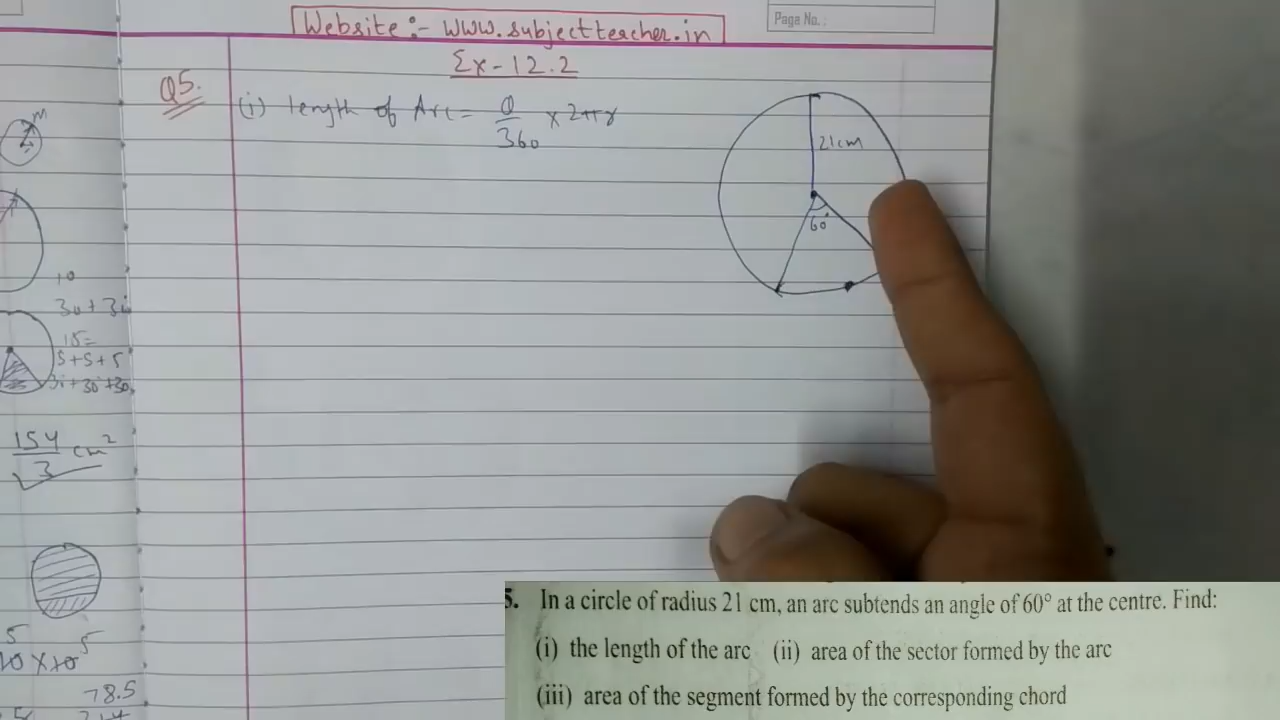 Website:- www.subjectteacher.in
Page No. :
Ex-12.2
Q5.
(i) length of Arc = θ/360 × 2πr
21cm
60°
M
10
30+30
15=
5+5+5
30+30+30
154/3 cm²
5 5
10×10
78.5
5. In a circle of radius 21 cm, an arc subtends an angle of 60° at the centre. Find:
(i) the length of the arc (ii) area of the sector formed by the arc
(iii) area of the segment formed by the corresponding chord